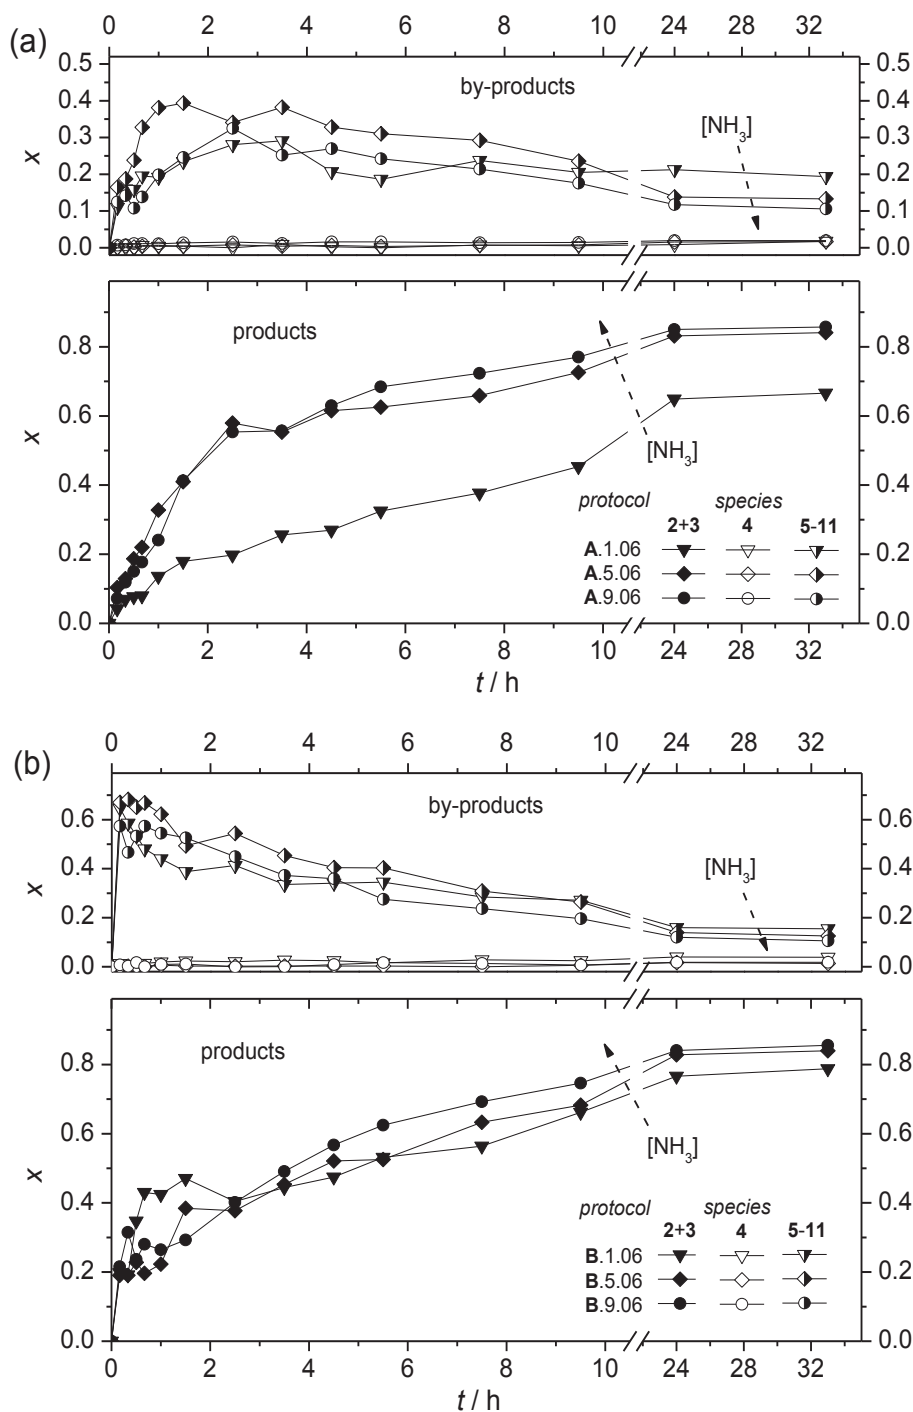 (a)
0 2 4 6 8 10 24 28 32
0.5
0.4
0.3
0.2
0.1
0.0
x
by-products
[NH3]
0.5
0.4
0.3
0.2
0.1
0.0
0.8
0.6
0.4
0.2
0.0
x
products
[NH3]
protocol species
2+3 4 5-11
A.1.06
A.5.06
A.9.06
0.8
0.6
0.4
0.2
0.0
0 2 4 6 8 10 24 28 32
t / h
(b)
0 2 4 6 8 10 24 28 32
0.6
0.4
0.2
0.0
x
by-products
[NH3]
0.6
0.4
0.2
0.0
0.8
0.6
0.4
0.2
0.0
x
products
[NH3]
protocol species
2+3 4 5-11
B.1.06
B.5.06
B.9.06
0.8
0.6
0.4
0.2
0.0
0 2 4 6 8 10 24 28 32
t / h